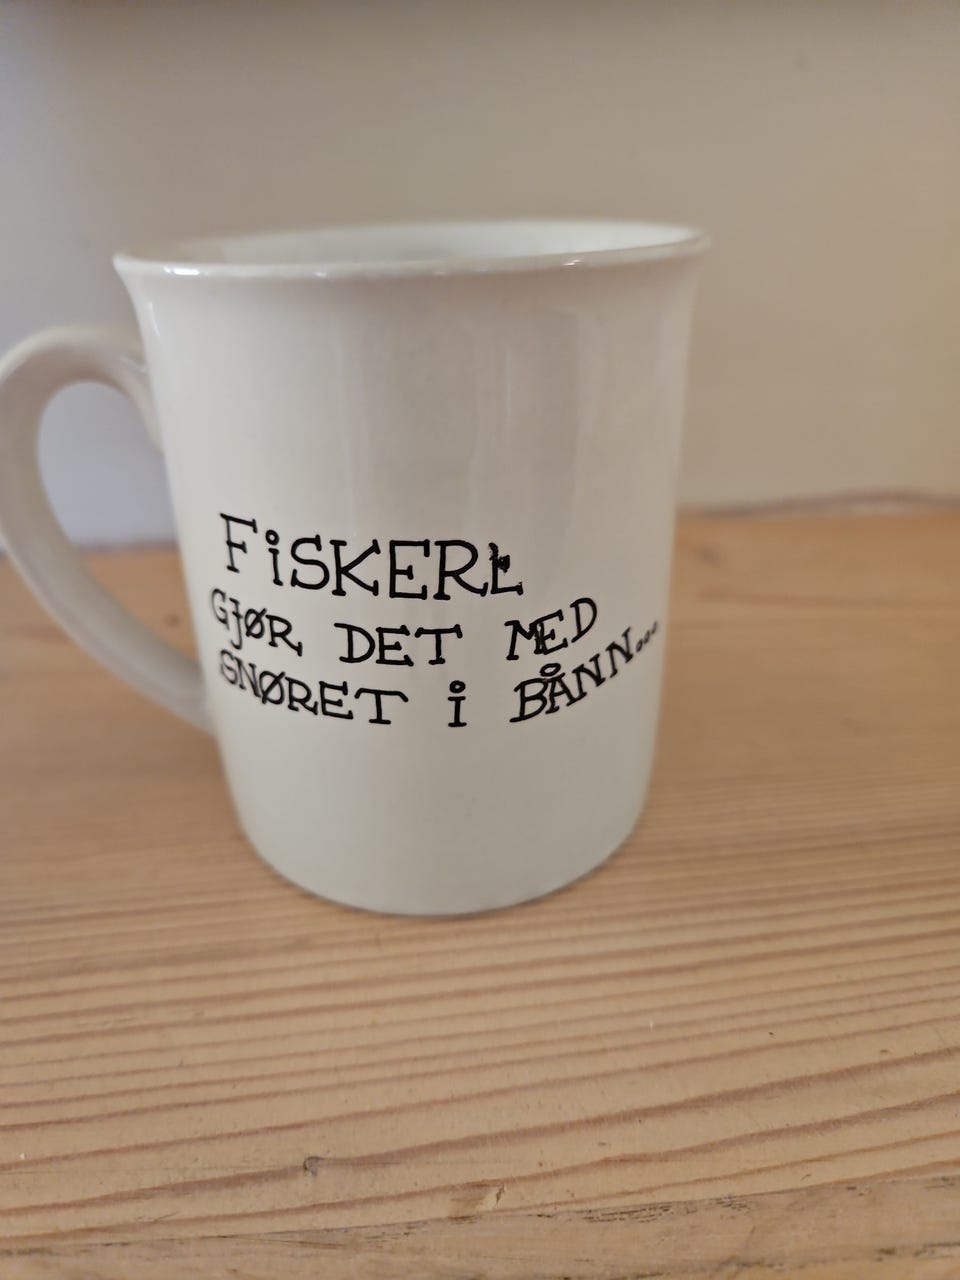 FiSKERE
GJØR DET MED
SNØRET i BÅNN...